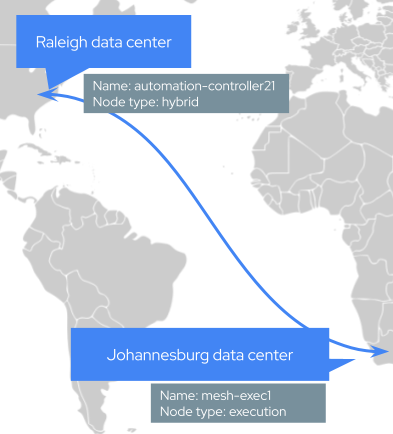 Raleigh data center
Name: automation-controller21
Node type: hybrid
Johannesburg data center
Name: mesh-exec1
Node type: execution